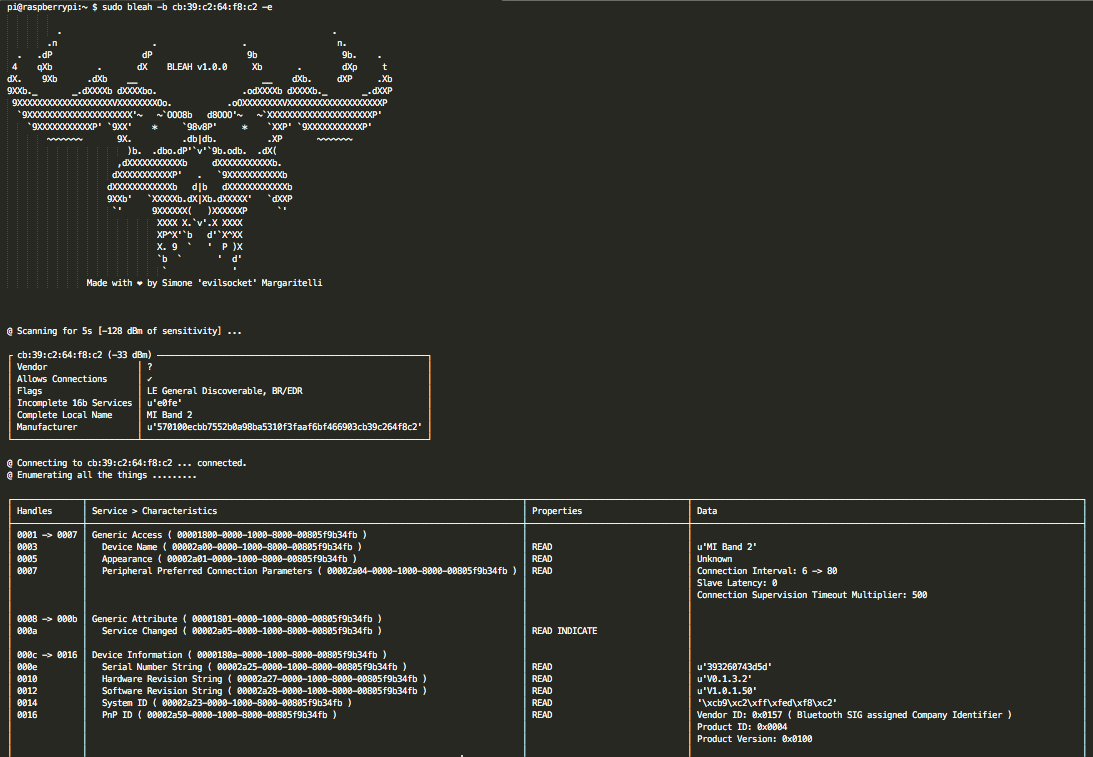 pi@raspberrypi:~ $ sudo bleah -b cb:39:c2:64:f8:c2 -e
BLEAH v1.0.0
Made with ❤ by Simone 'evilsocket' Margaritelli
@ Scanning for 5s [-128 dBm of sensitivity] ...
cb:39:c2:64:f8:c2 (-33 dBm)
Vendor ?
Allows Connections ✓
Flags LE General Discoverable, BR/EDR
Incomplete 16b Services u'e0fe'
Complete Local Name MI Band 2
Manufacturer u'570100ecbb7552b0a98ba5310f3faaf6bf466903cb39c264f8c2'
@ Connecting to cb:39:c2:64:f8:c2 ... connected.
@ Enumerating all the things .........
Handles Service > Characteristics Properties Data
0001 -> 0007 Generic Access ( 00001800-0000-1000-8000-00805f9b34fb )
0003 Device Name ( 00002a00-0000-1000-8000-00805f9b34fb ) READ u'MI Band 2'
0005 Appearance ( 00002a01-0000-1000-8000-00805f9b34fb ) READ Unknown
0007 Peripheral Preferred Connection Parameters ( 00002a04-0000-1000-8000-00805f9b34fb ) READ Connection Interval: 6 -> 80
Slave Latency: 0
Connection Supervision Timeout Multiplier: 500
0008 -> 000b Generic Attribute ( 00001801-0000-1000-8000-00805f9b34fb )
000a Service Changed ( 00002a05-0000-1000-8000-00805f9b34fb ) READ INDICATE
000c -> 0016 Device Information ( 0000180a-0000-1000-8000-00805f9b34fb )
000e Serial Number String ( 00002a25-0000-1000-8000-00805f9b34fb ) READ u'393260743d5d'
0010 Hardware Revision String ( 00002a27-0000-1000-8000-00805f9b34fb ) READ u'V0.1.3.2'
0012 Software Revision String ( 00002a28-0000-1000-8000-00805f9b34fb ) READ u'V1.0.1.50'
0014 System ID ( 00002a23-0000-1000-8000-00805f9b34fb ) READ '\xcb9\xc2\xff\xfed\xf8\xc2'
0016 PnP ID ( 00002a50-0000-1000-8000-00805f9b34fb ) READ Vendor ID: 0x0157 ( Bluetooth SIG assigned Company Identifier )
Product ID: 0x0004
Product Version: 0x0100